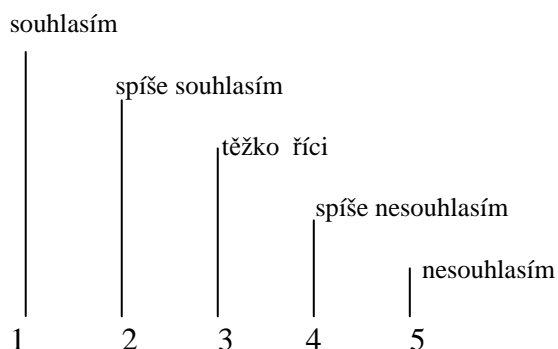 souhlasím
spíše souhlasím
těžko říci
spíše nesouhlasím
nesouhlasím
1 2 3 4 5